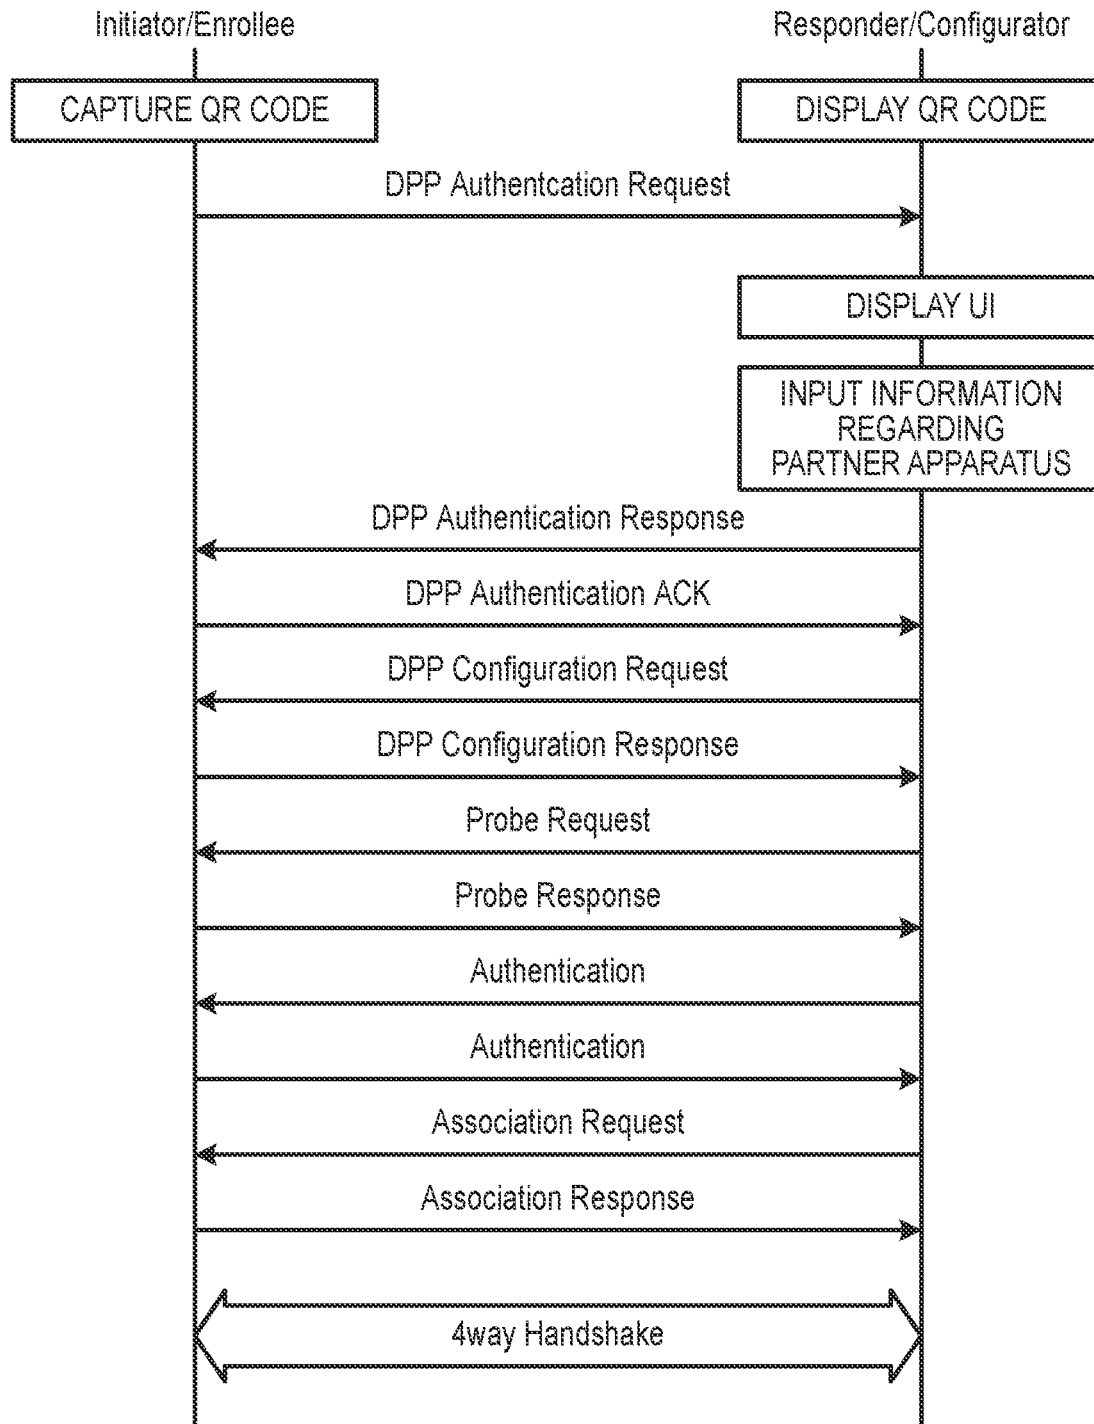 Initiator/Enrollee
Responder/Configurator
CAPTURE QR CODE
DISPLAY QR CODE
DPP Authentcation Request
DISPLAY UI
INPUT INFORMATION
REGARDING
PARTNER APPARATUS
DPP Authentication Response
DPP Authentication ACK
DPP Configuration Request
DPP Configuration Response
Probe Request
Probe Response
Authentication
Authentication
Association Request
Association Response
4way Handshake